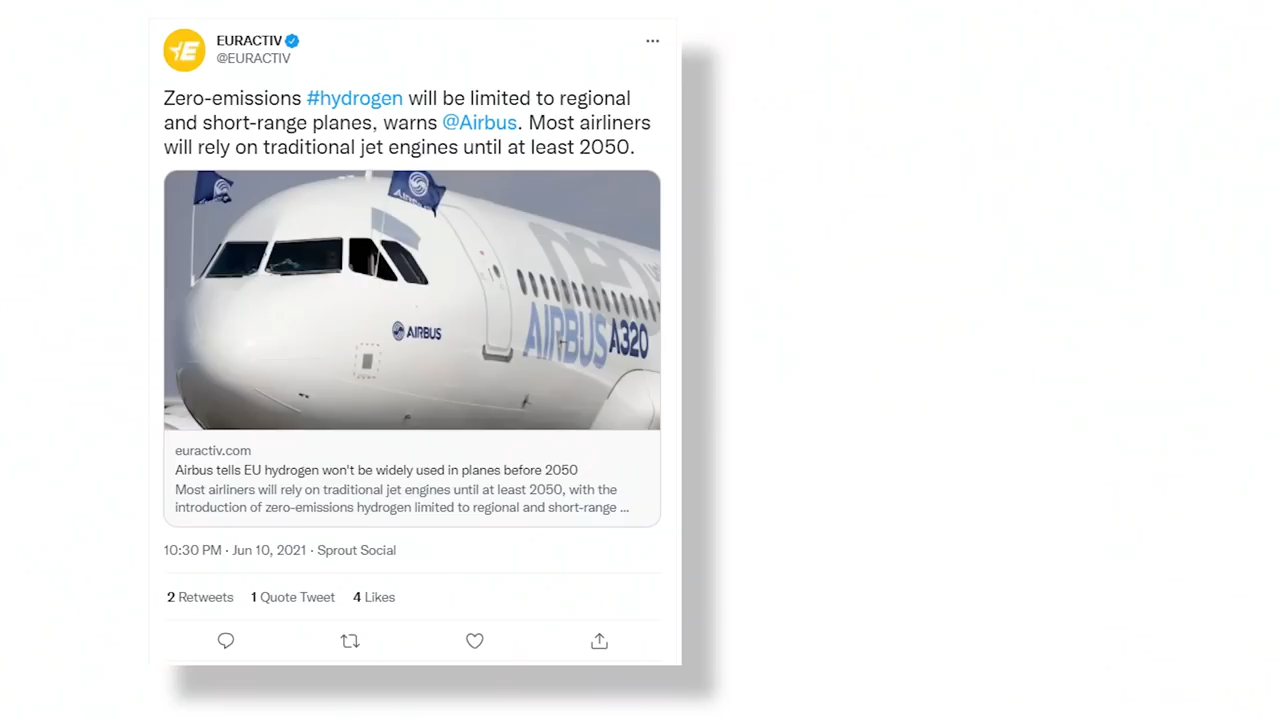 EURACTIV
@EURACTIV
Zero-emissions #hydrogen will be limited to regional
and short-range planes, warns @Airbus. Most airliners
will rely on traditional jet engines until at least 2050.
AIRBUS
AIRBUS
AIRBUS A320
neo
euractiv.com
Airbus tells EU hydrogen won't be widely used in planes before 2050
Most airliners will rely on traditional jet engines until at least 2050, with the
introduction of zero-emissions hydrogen limited to regional and short-range ...
10:30 PM · Jun 10, 2021 · Sprout Social
2 Retweets 1 Quote Tweet 4 Likes